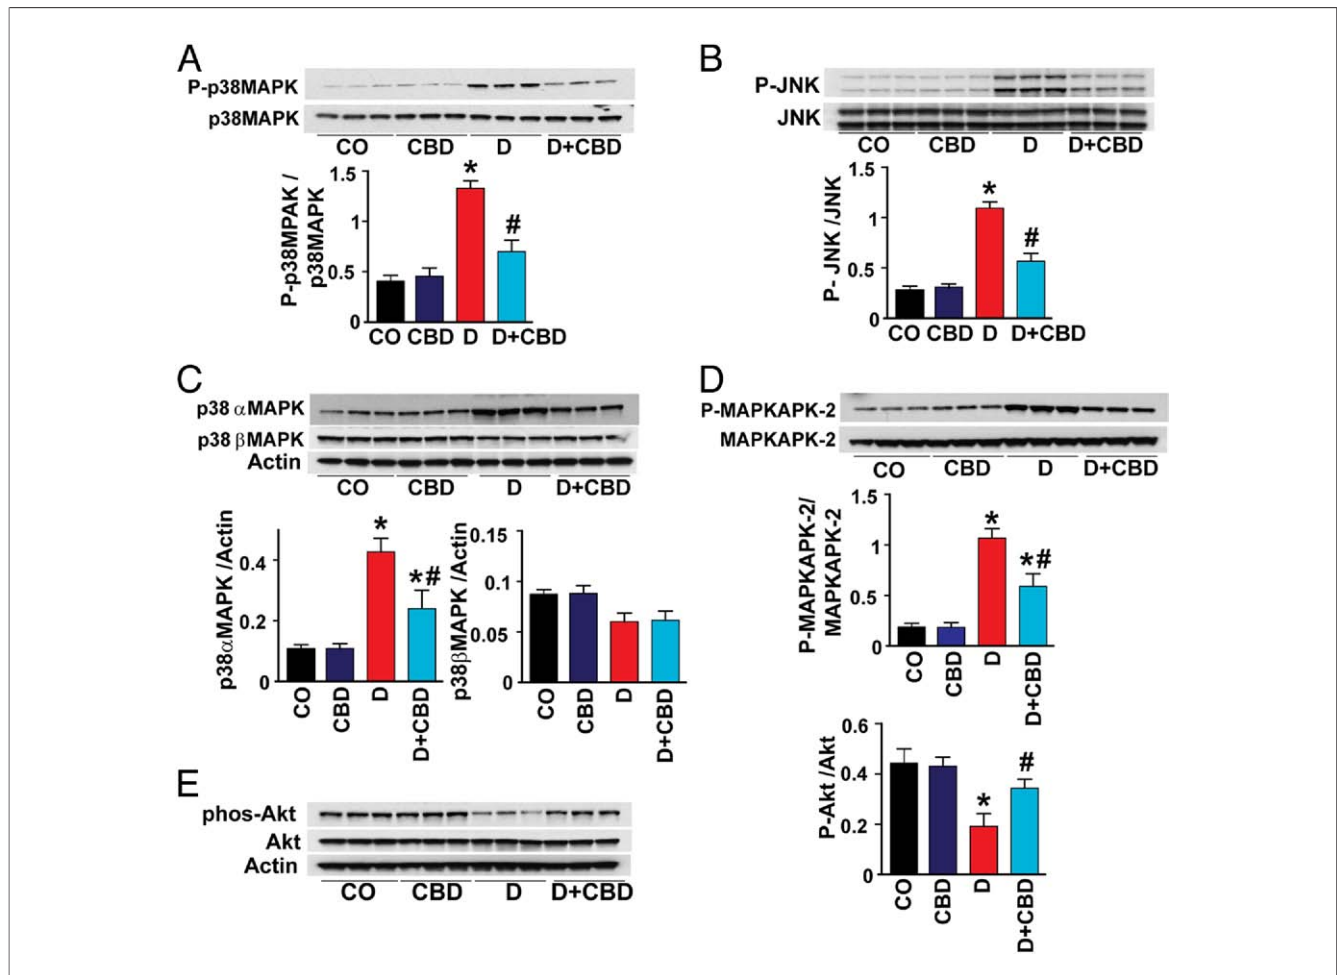 A
P-p38MAPK
p38MAPK
CO CBD D D+CBD
P-p38MPAK /
p38MAPK
1.5
1
0.5
0
*
#
CO CBD D D+CBD
B
P-JNK
JNK
CO CBD D D+CBD
P- JNK /JNK
1.5
1
0.5
0
*
#
CO CBD D D+CBD
C
p38 αMAPK
p38 βMAPK
Actin
CO CBD D D+CBD
p38αMAPK /Actin
0.4
0.2
0
*
*#
CO CBD D D+CBD
p38βMAPK /Actin
0.15
0.1
0.05
0
CO CBD D D+CBD
D
P-MAPKAPK-2
MAPKAPK-2
CO CBD D D+CBD
P-MAPKAPK-2/
MAPKAPK-2
1.5
1
0.5
0
*
*#
CO CBD D D+CBD
E
phos-Akt
Akt
Actin
CO CBD D D+CBD
P-Akt /Akt
0.6
0.4
0.2
0
*
#
CO CBD D D+CBD